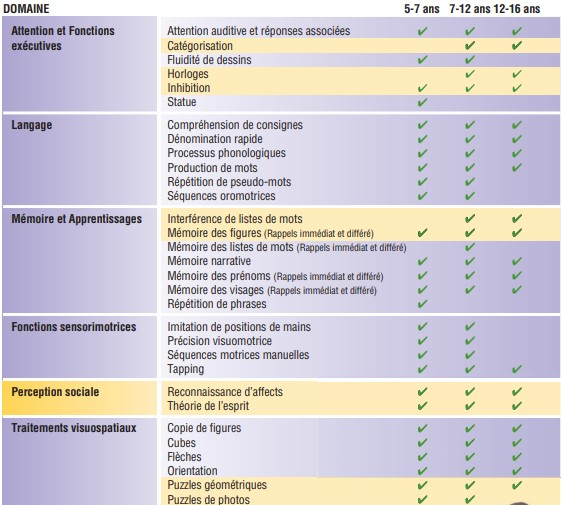 DOMAINE 5-7 ans 7-12 ans 12-16 ans
Attention et Fonctions exécutives
Attention auditive et réponses associées ✓ ✓ ✓
Catégorisation ✓ ✓
Fluidité de dessins ✓ ✓
Horloges ✓ ✓
Inhibition ✓ ✓ ✓
Statue ✓
Langage
Compréhension de consignes ✓ ✓ ✓
Dénomination rapide ✓ ✓ ✓
Processus phonologiques ✓ ✓ ✓
Production de mots ✓ ✓ ✓
Répétition de pseudo-mots ✓ ✓
Séquences oromotrices ✓ ✓
Mémoire et Apprentissages
Interférence de listes de mots ✓ ✓
Mémoire des figures (Rappels immédiat et différé) ✓ ✓ ✓
Mémoire des listes de mots (Rappels immédiat et différé) ✓
Mémoire narrative ✓ ✓ ✓
Mémoire des prénoms (Rappels immédiat et différé) ✓ ✓ ✓
Mémoire des visages (Rappels immédiat et différé) ✓ ✓ ✓
Répétition de phrases ✓
Fonctions sensorimotrices
Imitation de positions de mains ✓ ✓
Précision visuomotrice ✓ ✓
Séquences motrices manuelles ✓ ✓
Tapping ✓ ✓ ✓
Perception sociale
Reconnaissance d'affects ✓ ✓ ✓
Théorie de l'esprit ✓ ✓ ✓
Traitements visuospatiaux
Copie de figures ✓ ✓ ✓
Cubes ✓ ✓ ✓
Flèches ✓ ✓ ✓
Orientation ✓ ✓ ✓
Puzzles géométriques ✓ ✓ ✓
Puzzles de photos ✓ ✓